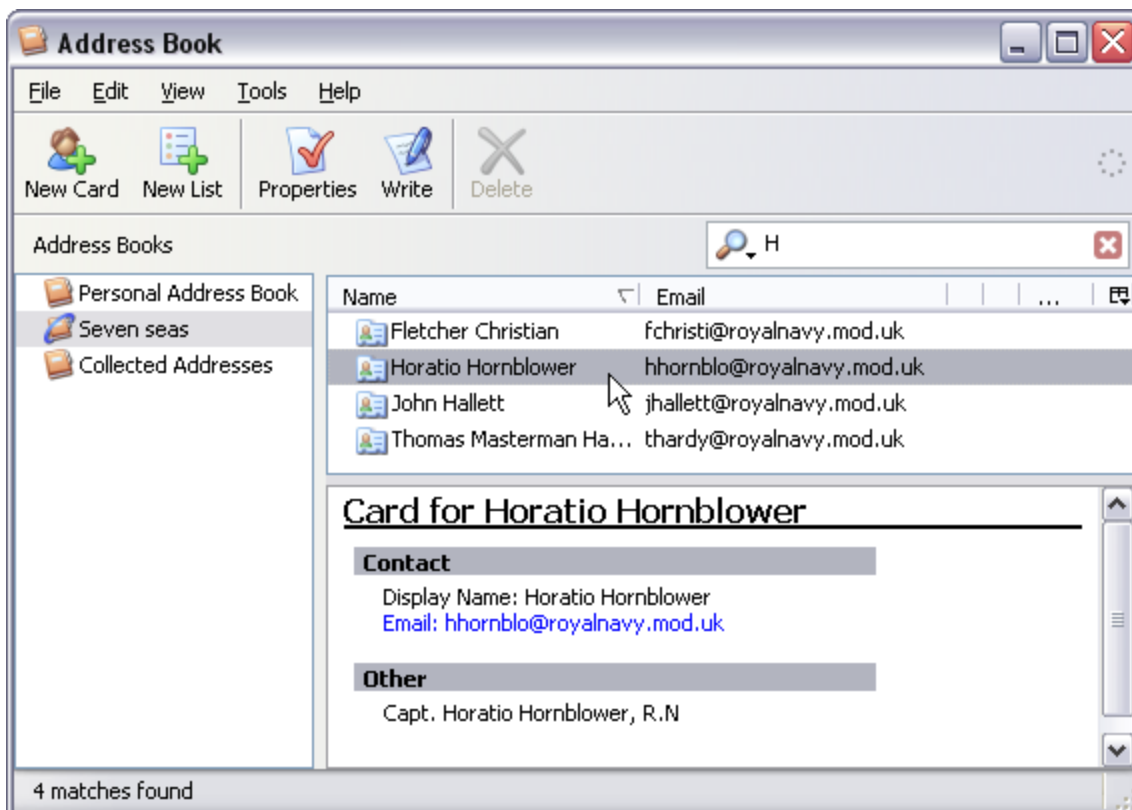 Address Book
File Edit View Tools Help
New Card New List Properties Write Delete
Address Books H
Personal Address Book
Seven seas
Collected Addresses
Name Email ...
Fletcher Christian fchristi@royalnavy.mod.uk
Horatio Hornblower hhornblo@royalnavy.mod.uk
John Hallett jhallett@royalnavy.mod.uk
Thomas Masterman Ha... thardy@royalnavy.mod.uk
Card for Horatio Hornblower
Contact
Display Name: Horatio Hornblower
Email: hhornblo@royalnavy.mod.uk
Other
Capt. Horatio Hornblower, R.N
4 matches found